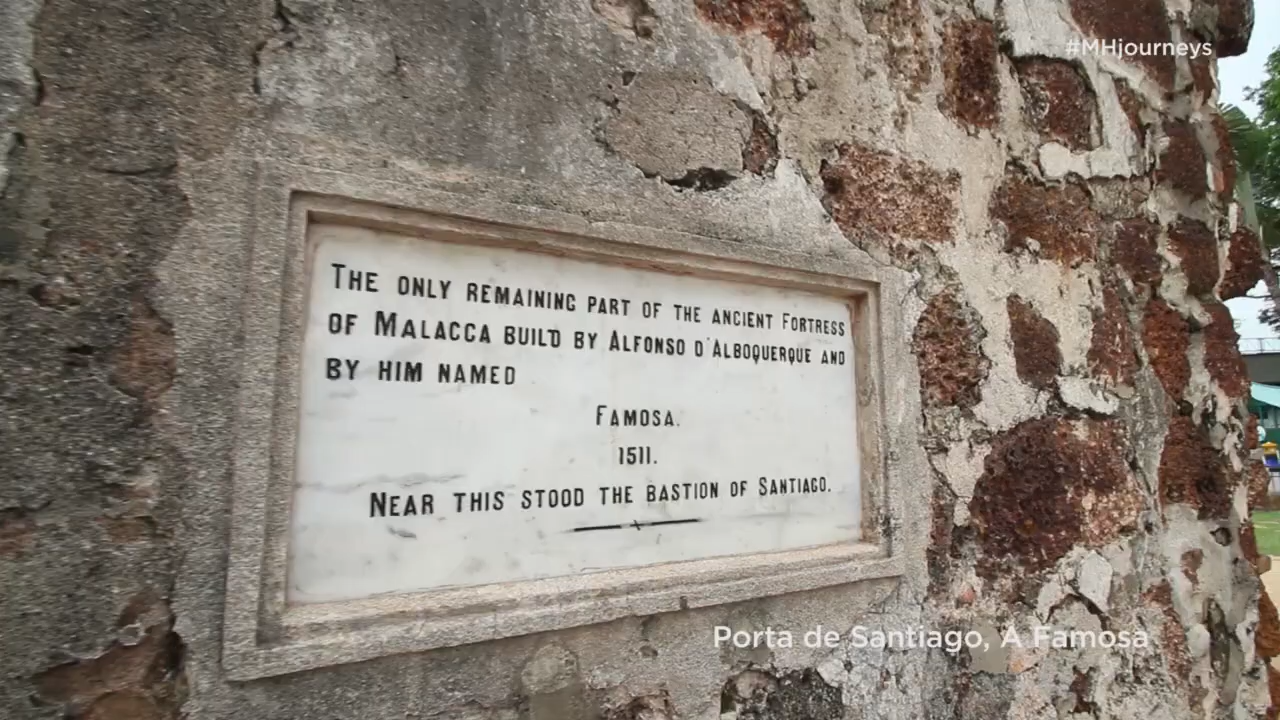 #MHjourneys
THE ONLY REMAINING PART OF THE ANCIENT FORTRESS
OF MALACCA BUILD BY ALFONSO D'ALBOQUERQUE AND
BY HIM NAMED
FAMOSA.
1511.
NEAR THIS STOOD THE BASTION OF SANTIAGO.
Porta de Santiago, A Famosa